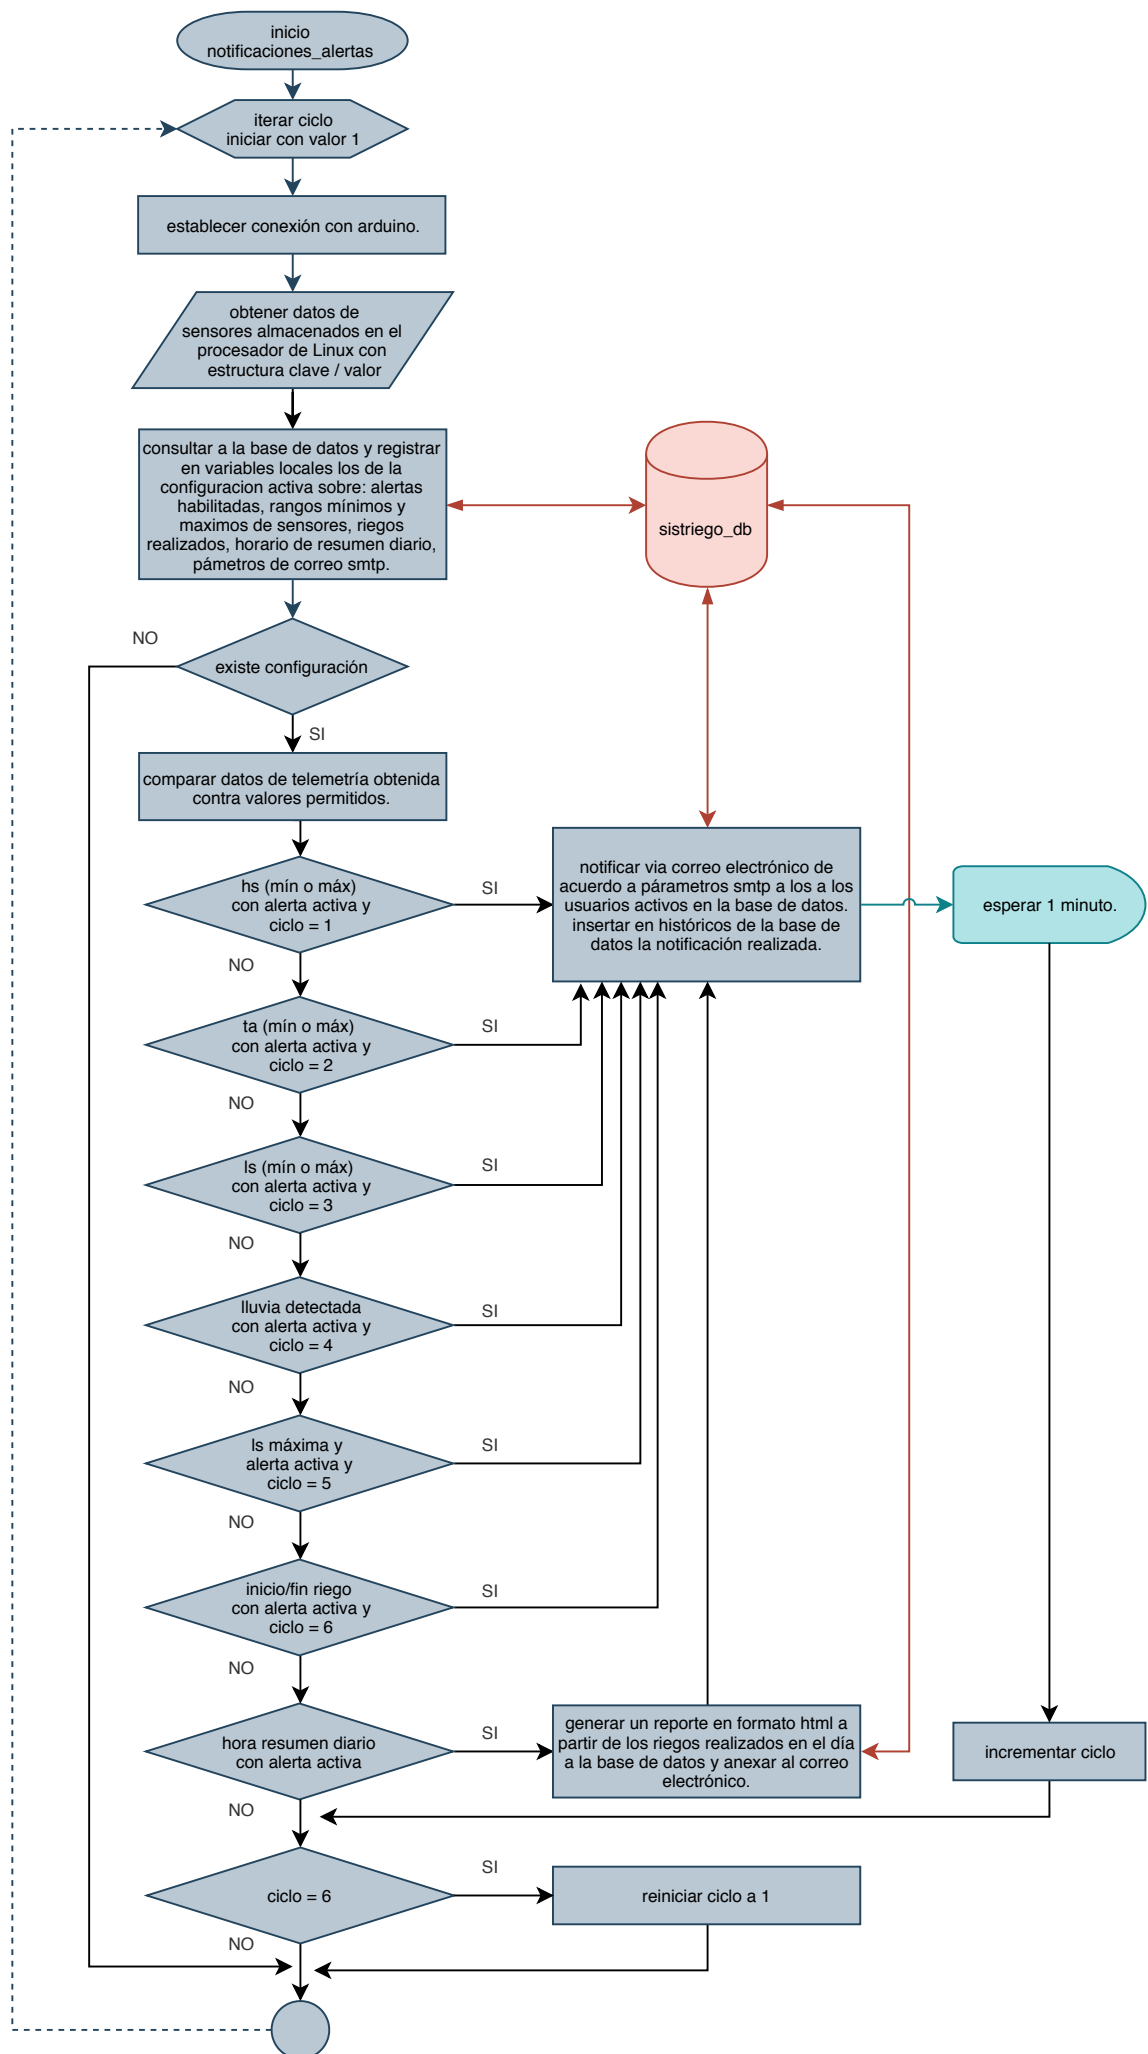 inicio
notificaciones_alertas
iterar ciclo
iniciar con valor 1
establecer conexión con arduino.
obtener datos de
sensores almacenados en el
procesador de Linux con
estructura clave / valor
consultar a la base de datos y registrar
en variables locales los de la
configuracion activa sobre: alertas
habilitadas, rangos mínimos y
maximos de sensores, riegos
realizados, horario de resumen diario,
pámetros de correo smtp.
sistriego_db
NO
existe configuración
SI
comparar datos de telemetría obtenida
contra valores permitidos.
hs (mín o máx)
con alerta activa y
ciclo = 1
SI
notificar via correo electrónico de
acuerdo a párametros smtp a los a los
usuarios activos en la base de datos.
insertar en históricos de la base de
datos la notificación realizada.
esperar 1 minuto.
NO
ta (mín o máx)
con alerta activa y
ciclo = 2
SI
NO
ls (mín o máx)
con alerta activa y
ciclo = 3
SI
NO
lluvia detectada
con alerta activa y
ciclo = 4
SI
NO
ls máxima y
alerta activa y
ciclo = 5
SI
NO
inicio/fin riego
con alerta activa y
ciclo = 6
SI
NO
hora resumen diario
con alerta activa
SI
generar un reporte en formato html a
partir de los riegos realizados en el día
a la base de datos y anexar al correo
electrónico.
incrementar ciclo
NO
ciclo = 6
SI
reiniciar ciclo a 1
NO